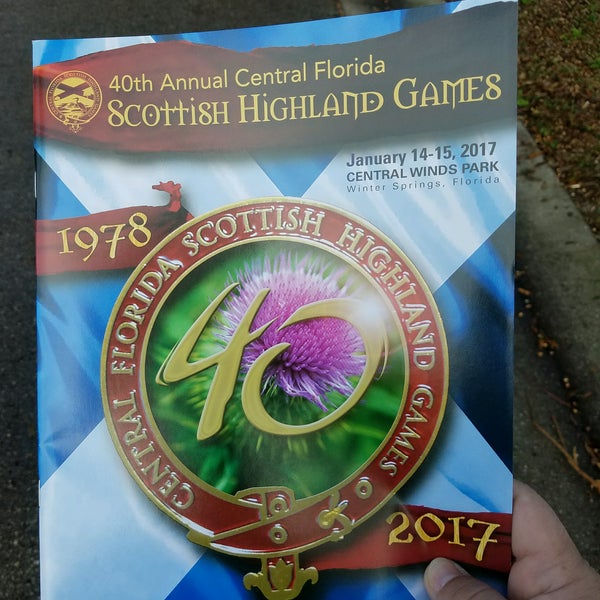 40th Annual Central Florida
SCOTTISH HIGHLAND GAMES
January 14-15, 2017
CENTRAL WINDS PARK
Winter Springs, Florida
1978
CENTRAL FLORIDA SCOTTISH HIGHLAND GAMES
40
2017